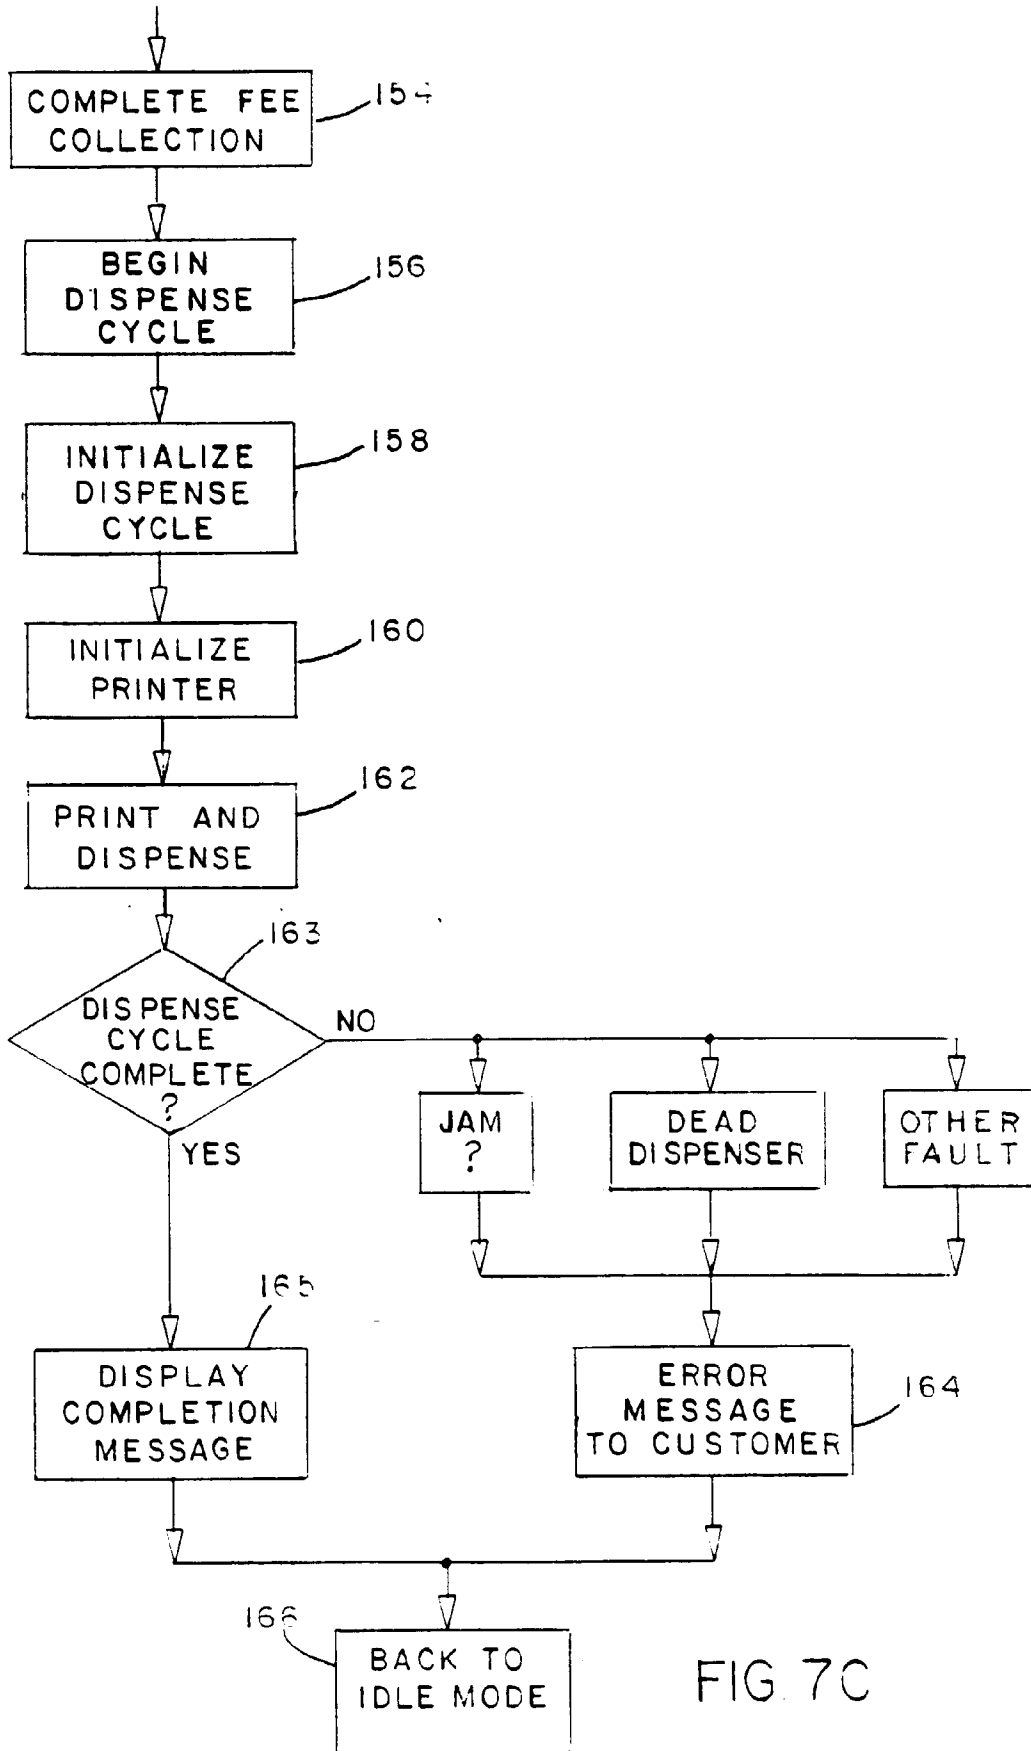 COMPLETE FEE
COLLECTION
154
BEGIN
DISPENSE
CYCLE
156
INITIALIZE
DISPENSE
CYCLE
158
INITIALIZE
PRINTER
160
PRINT AND
DISPENSE
162
163
DISPENSE
CYCLE
COMPLETE
?
NO
YES
JAM
?
DEAD
DISPENSER
OTHER
FAULT
165
DISPLAY
COMPLETION
MESSAGE
ERROR
MESSAGE
TO CUSTOMER
164
166
BACK TO
IDLE MODE
FIG. 7C